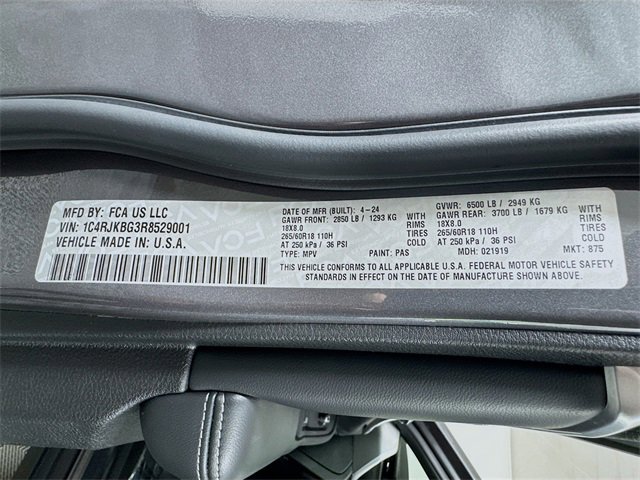 MFD BY: FCA US LLC
VIN: 1C4RJKBG3R8529001
VEHICLE MADE IN U.S.A.
DATE OF MFR (BUILT): 4-24
GAWR FRONT: 2850 LB / 1293 KG
18X8.0 RIMS
265/60R18 110H TIRES
AT 250 kPa / 36 PSI
TYPE: MPV PAINT: PAS
GVWR: 6500 LB / 2949 KG
GAWR REAR: 3700 LB / 1679 KG
WITH
18X8.0 RIMS
265/60R18 110H TIRES
AT 250 kPa / 36 PSI
MDH: 021919 MKT: 875
THIS VEHICLE CONFORMS TO ALL APPLICABLE U.S.A. FEDERAL MOTOR VEHICLE SAFETY
STANDARDS IN EFFECT ON THE DATE OF MANUFACTURE SHOWN ABOVE.